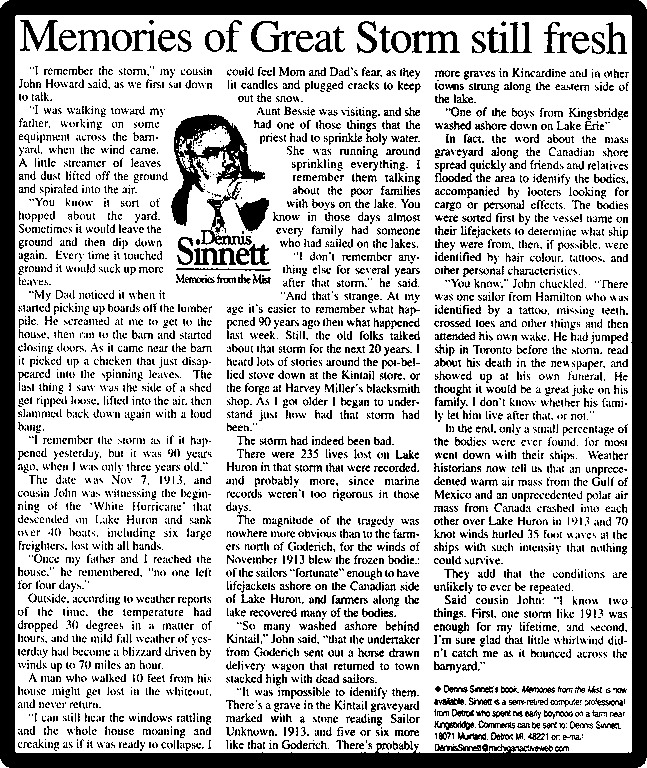 Memories of Great Storm still fresh
"I remember the storm," my cousin
John Howard said, as we first sat down
to talk.
"I was walking toward my
father, working on some
equipment across the barn-
yard, when the wind came.
A little streamer of leaves
and dust lifted off the ground
and spiraled into the air.
"You know it sort of
hopped about the yard.
Sometimes it would leave the
ground and then dip down
again. Every time it touched
ground it would suck up more
leaves.
"My Dad noticed it when it
started picking up boards off the lumber
pile. He screamed at me to get to the
house, then ran to the barn and started
closing doors. As it came near the barn
it picked up a chicken that just disap-
peared into the spinning leaves. The
last thing I saw was the side of a shed
get ripped loose, lifted into the air, then
slammed back down again with a loud
bang.
"I remember the storm as if it hap-
pened yesterday, but it was 90 years
ago, when I was only three years old."
The date was Nov 7, 1913, and
cousin John was witnessing the begin-
ning of the 'White Hurricane' that
descended on Lake Huron and sank
over 40 boats, including six large
freighters, lost with all hands.
"Once my father and I reached the
house," he remembered, "no one left
for four days."
Outside, according to weather reports
of the time, the temperature had
dropped 30 degrees in a matter of
hours, and the mild fall weather of yes-
terday had become a blizzard driven by
winds up to 70 miles an hour.
A man who walked 10 feet from his
house might get lost in the whiteout,
and never return.
"I can still hear the windows rattling
and the whole house moaning and
creaking as if it was ready to collapse. I
could feel Mom and Dad's fear, as they
lit candles and plugged cracks to keep
out the snow.
Aunt Bessie was visiting, and she
had one of those things that the
priest had to sprinkle holy water.
She was running around
sprinkling everything. I
remember them talking
about the poor families
with boys on the lake. You
know in those days almost
every family had someone
who had sailed on the lakes.
"I don't remember any-
thing else for several years
after that storm," he said.
"And that's strange. At my
age it's easier to remember what hap-
pened 90 years ago then what happened
last week. Still, the old folks talked
about that storm for the next 20 years. I
heard lots of stories around the pot-bel-
lied stove down at the Kintail store, or
the forge at Harvey Miller's blacksmith
shop. As I got older I began to under-
stand just how bad that storm had
been."
The storm had indeed been bad.
There were 235 lives lost on Lake
Huron in that storm that were recorded,
and probably more, since marine
records weren't too rigorous in those
days.
The magnitude of the tragedy was
nowhere more obvious than to the farm-
ers north of Goderich, for the winds of
November 1913 blew the frozen bodies
of the sailors "fortunate" enough to have
lifejackets ashore on the Canadian side
of Lake Huron, and farmers along the
lake recovered many of the bodies.
"So many washed ashore behind
Kintail," John said, "that the undertaker
from Goderich sent out a horse drawn
delivery wagon that returned to town
stacked high with dead sailors.
"It was impossible to identify them.
There's a grave in the Kintail graveyard
marked with a stone reading Sailor
Unknown, 1913, and five or six more
like that in Goderich. There's probably
more graves in Kincardine and in other
towns strung along the eastern side of
the lake.
"One of the boys from Kingsbridge
washed ashore down on Lake Erie"
In fact, the word about the mass
graveyard along the Canadian shore
spread quickly and friends and relatives
flooded the area to identify the bodies,
accompanied by looters looking for
cargo or personal effects. The bodies
were sorted first by the vessel name on
their lifejackets to determine what ship
they were from, then, if possible, were
identified by hair colour, tattoos, and
other personal characteristics.
"You know," John chuckled, "There
was one sailor from Hamilton who was
identified by a tattoo, missing teeth,
crossed toes and other things and then
attended his own wake. He had jumped
ship in Toronto before the storm, read
about his death in the newspaper, and
showed up at his own funeral. He
thought it would be a great joke on his
family. I don't know whether his fami-
ly let him live after that, or not."
In the end, only a small percentage of
the bodies were ever found, for most
went down with their ships. Weather
historians now tell us that an unprece-
dented warm air mass from the Gulf of
Mexico and an unprecedented polar air
mass from Canada crashed into each
other over Lake Huron in 1913 and 70
knot winds hurled 35 foot waves at the
ships with such intensity that nothing
could survive.
They add that the conditions are
unlikely to ever be repeated.
Said cousin John: "I know two
things. First, one storm like 1913 was
enough for my lifetime, and second,
I'm sure glad that little whirlwind did-
n't catch me as it bounced across the
barnyard."
Dennis
Sinnett
Memories from the Mist
♦ Dennis Sinnett's book, Memories from the Mist is now
available. Sinnett is a semi-retired computer professional
from Detroit who spent his early boyhood on a farm near
Kingsbridge. Comments can be sent to: Dennis Sinnett,
18071 Muirland, Detroit MI. 48221 or: e-mail:
DennisSinnett@michiganactiveweb.com